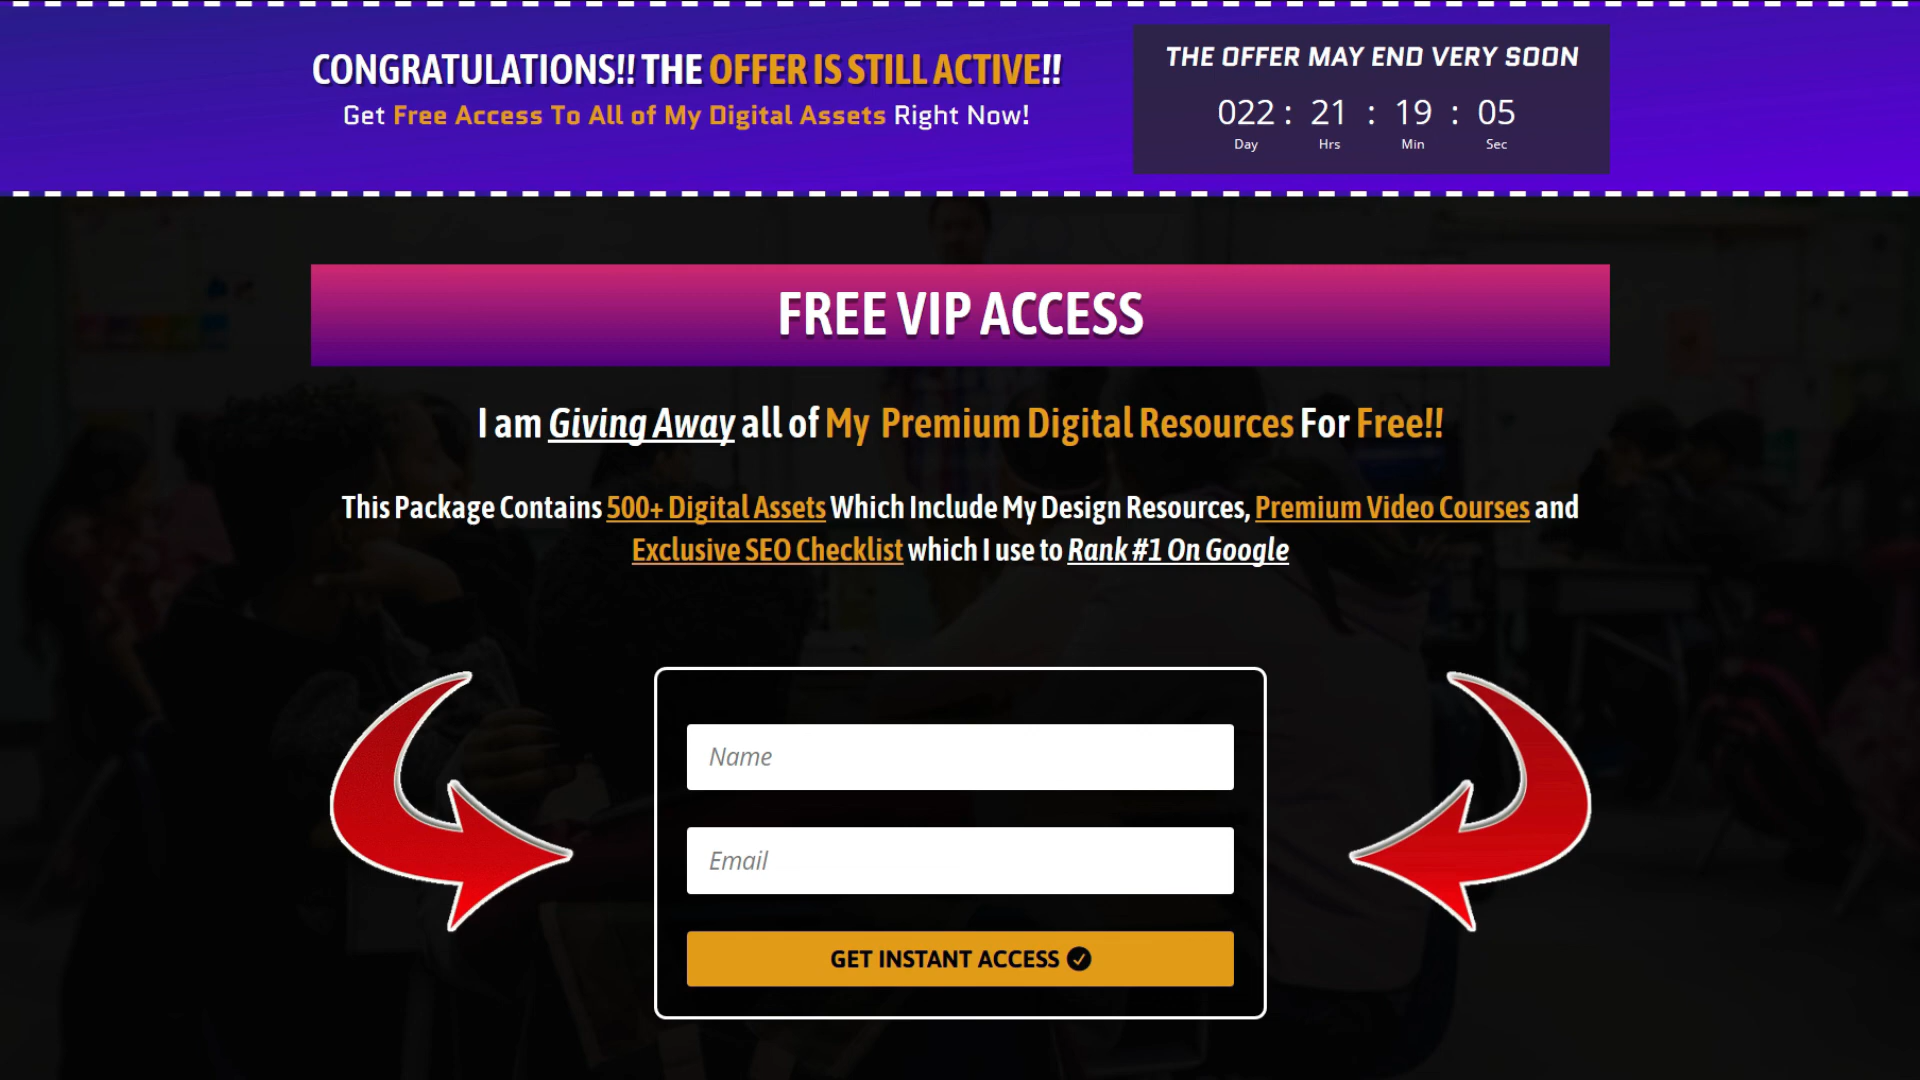 CONGRATULATIONS!! THE OFFER IS STILL ACTIVE!!
Get Free Access To All of My Digital Assets Right Now!
THE OFFER MAY END VERY SOON
022 : 21 : 19 : 05
Day Hrs Min Sec
FREE VIP ACCESS
I am Giving Away all of My Premium Digital Resources For Free!!
This Package Contains 500+ Digital Assets Which Include My Design Resources, Premium Video Courses and
Exclusive SEO Checklist which I use to Rank #1 On Google
Name
Email
GET INSTANT ACCESS